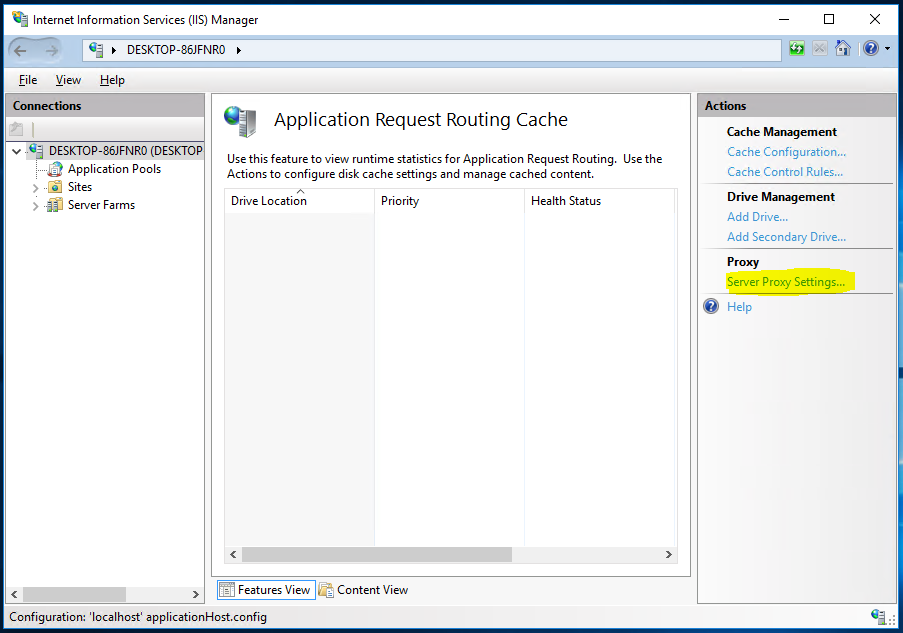 Internet Information Services (IIS) Manager
DESKTOP-86JFNR0
File View Help
Connections
DESKTOP-86JFNR0 (DESKTOP
Application Pools
Sites
Server Farms
Application Request Routing Cache
Use this feature to view runtime statistics for Application Request Routing. Use the
Actions to configure disk cache settings and manage cached content.
Drive Location Priority Health Status
Features View Content View
Actions
Cache Management
Cache Configuration...
Cache Control Rules...
Drive Management
Add Drive...
Add Secondary Drive...
Proxy
Server Proxy Settings...
Help
Configuration: 'localhost' applicationHost.config